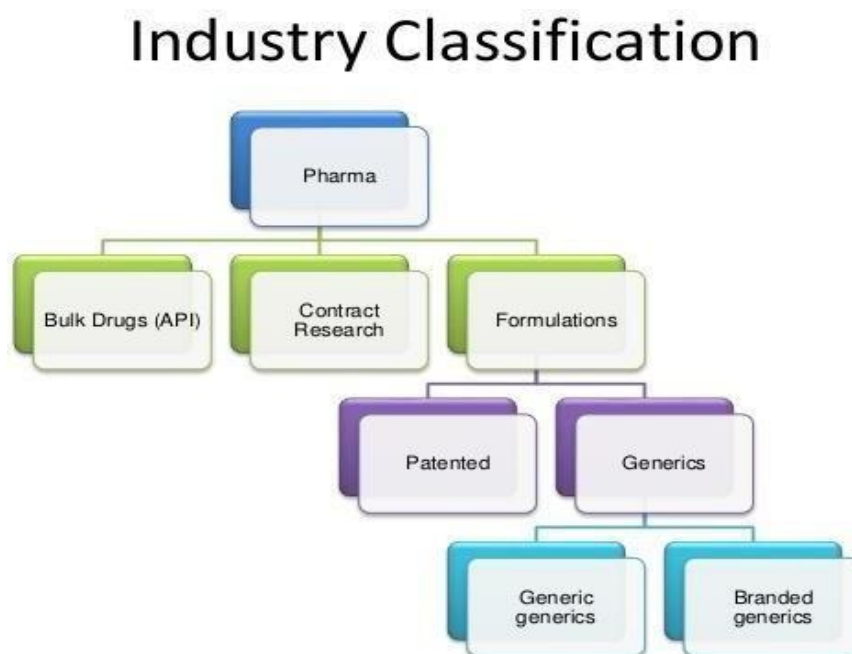 Industry Classification
Pharma
Bulk Drugs (API)
Contract
Research
Formulations
Patented
Generics
Generic
generics
Branded
generics